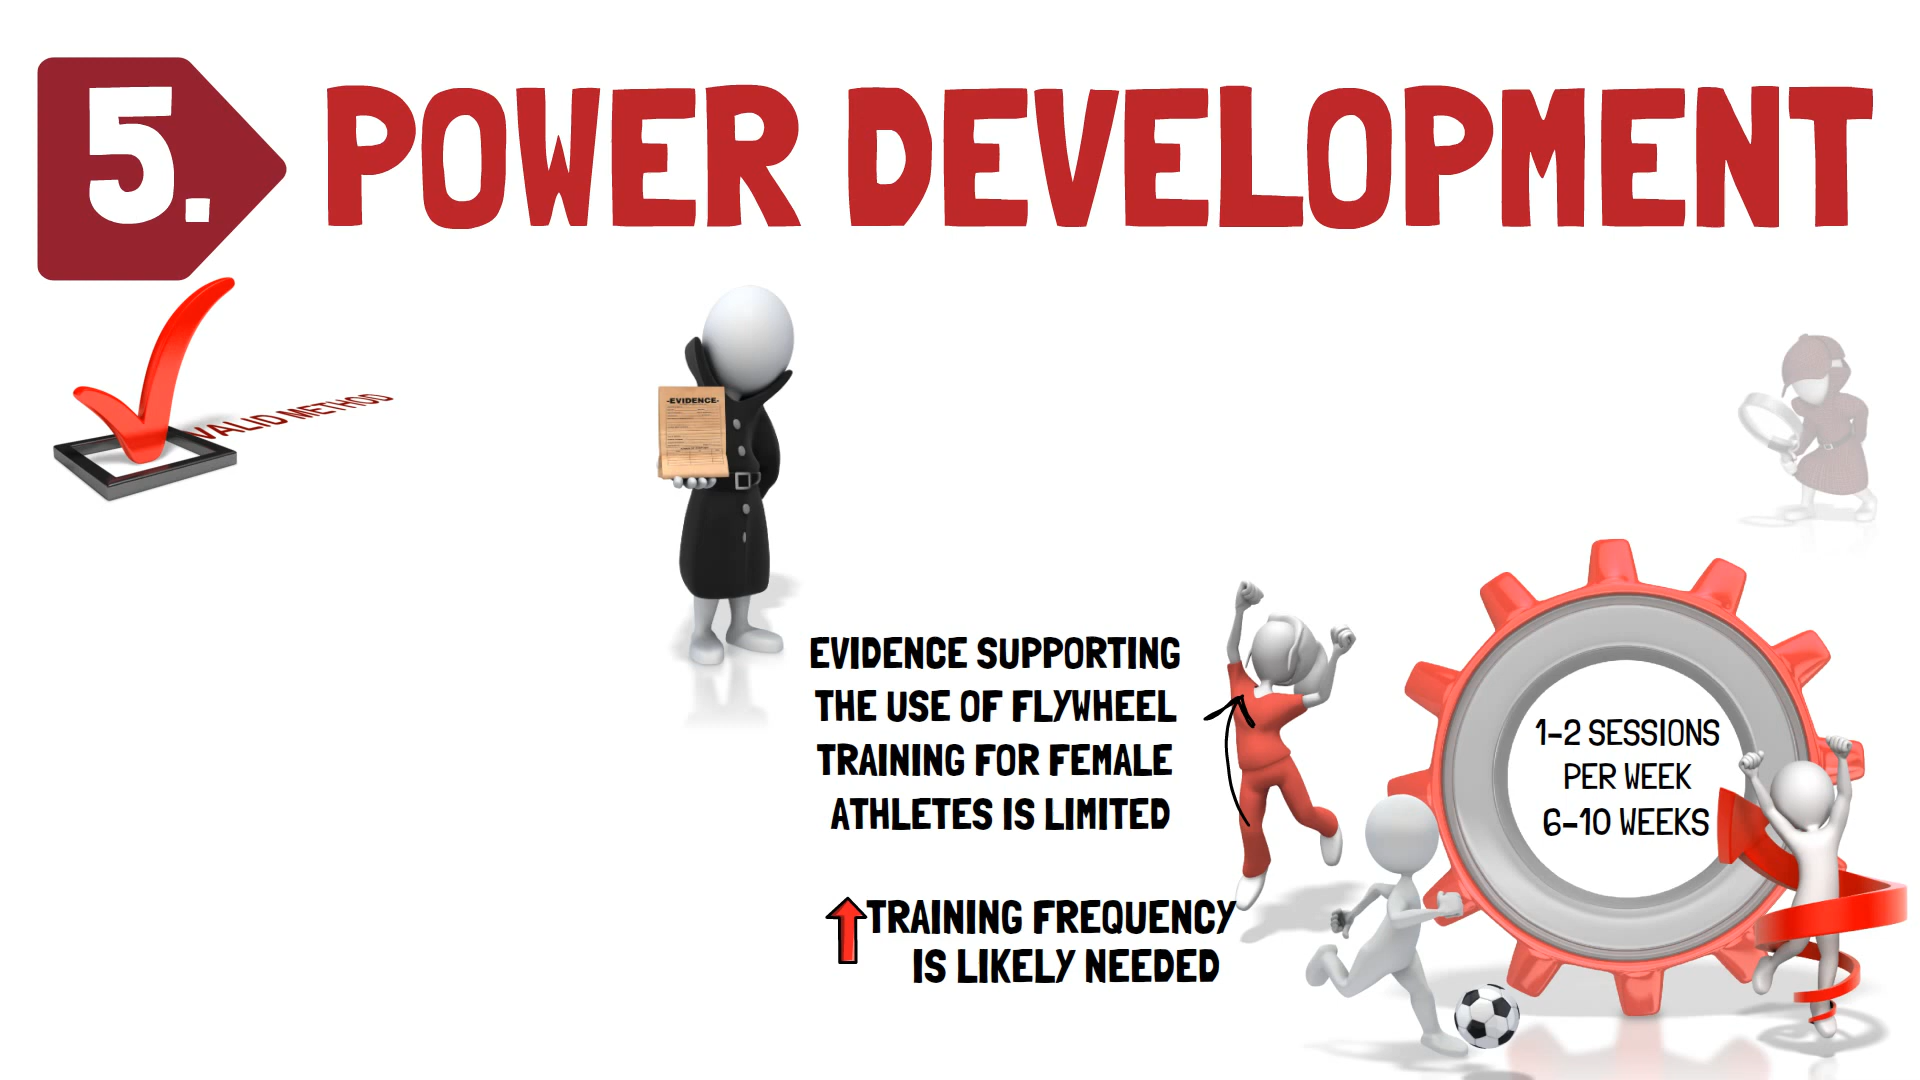 5. POWER DEVELOPMENT
VALID METHOD
-EVIDENCE-
EVIDENCE SUPPORTING
THE USE OF FLYWHEEL
TRAINING FOR FEMALE
ATHLETES IS LIMITED
TRAINING FREQUENCY
IS LIKELY NEEDED
1-2 SESSIONS
PER WEEK
6-10 WEEKS